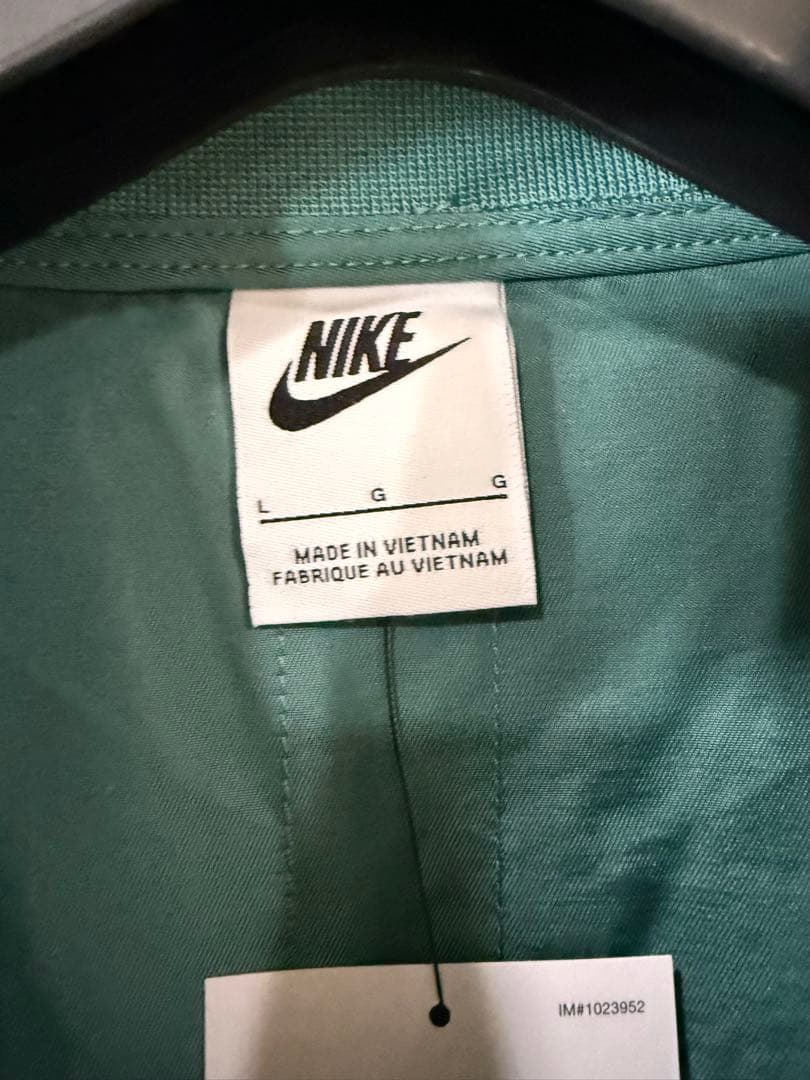 NIKE
L G G
MADE IN VIETNAM
FABRIQUE AU VIETNAM
IM#1023952